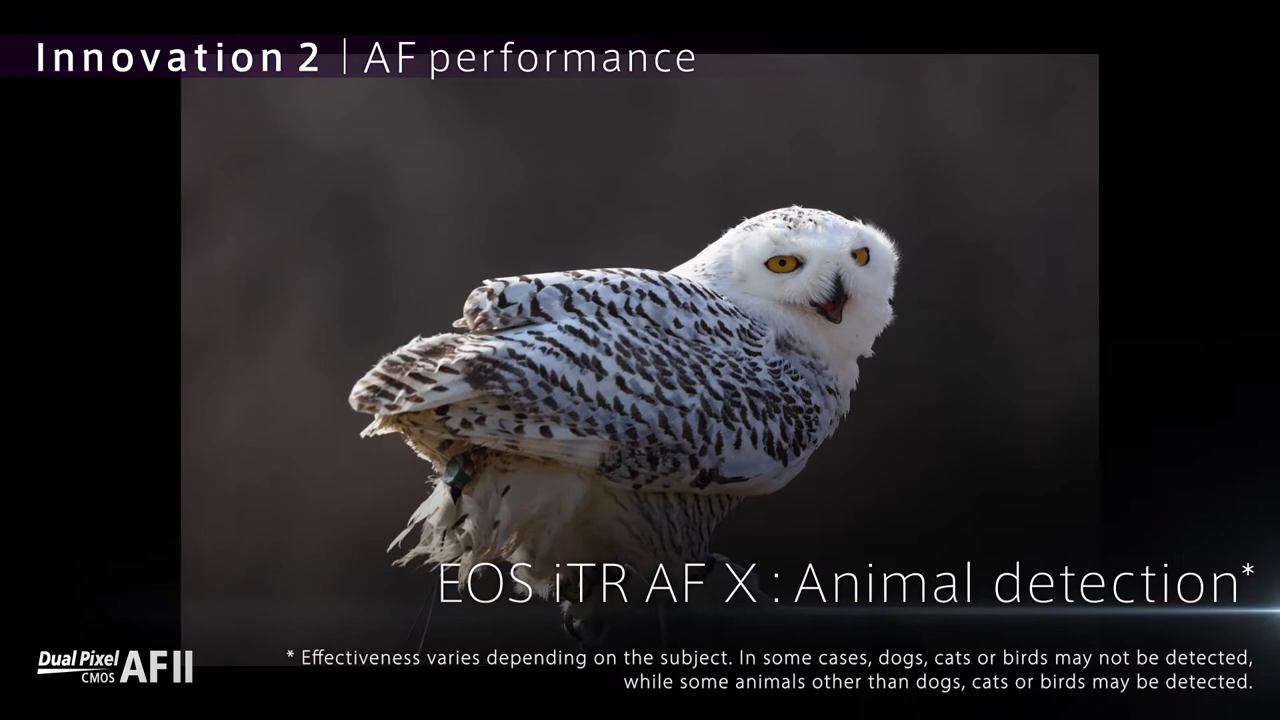 Innovation 2 | AF performance
EOS iTR AF X : Animal detection*
Dual Pixel
CMOS AF II
* Effectiveness varies depending on the subject. In some cases, dogs, cats or birds may not be detected,
while some animals other than dogs, cats or birds may be detected.